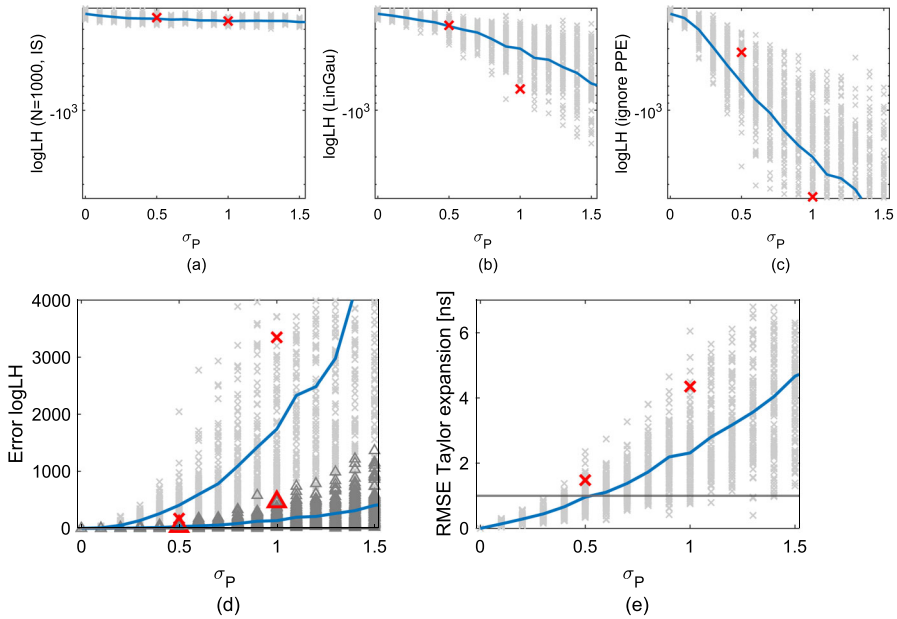 logLH (N=1000, IS)
-10³
0 0.5 1 1.5
σP
(a)
logLH (LinGau)
-10³
0 0.5 1 1.5
σP
(b)
logLH (ignore PPE)
-10³
0 0.5 1 1.5
σP
(c)
Error logLH
4000
3000
2000
1000
0
0 0.5 1 1.5
σP
(d)
RMSE Taylor expansion [ns]
6
4
2
0
0 0.5 1 1.5
σP
(e)